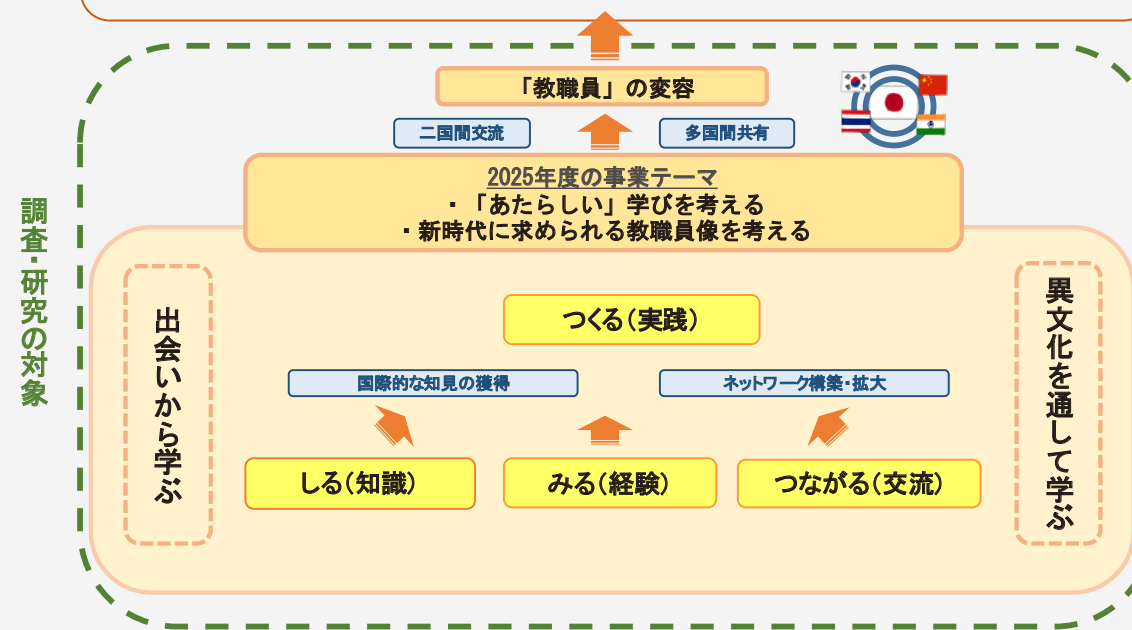 「教職員」の変容
二国間交流
多国間共有
2025年度の事業テーマ
・「あたらしい」学びを考える
・新時代に求められる教職員像を考える
調査・研究の対象
出会いから学ぶ
異文化を通して学ぶ
つくる（実践）
国際的な知見の獲得
ネットワーク構築・拡大
しる（知識）
みる（経験）
つながる（交流）